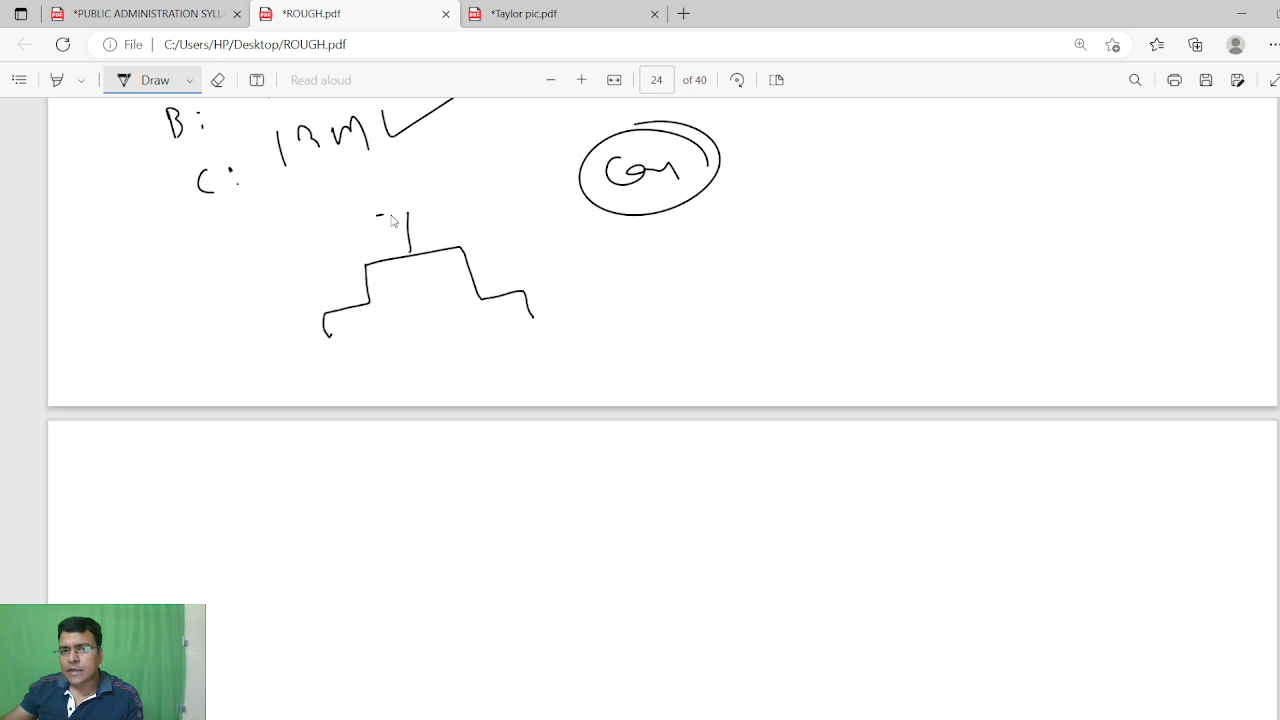 *PUBLIC ADMINISTRATION SYLLA
*ROUGH.pdf
*Taylor pic.pdf
File
C:/Users/HP/Desktop/ROUGH.pdf
Draw
Read aloud
24 of 40
B:
C: